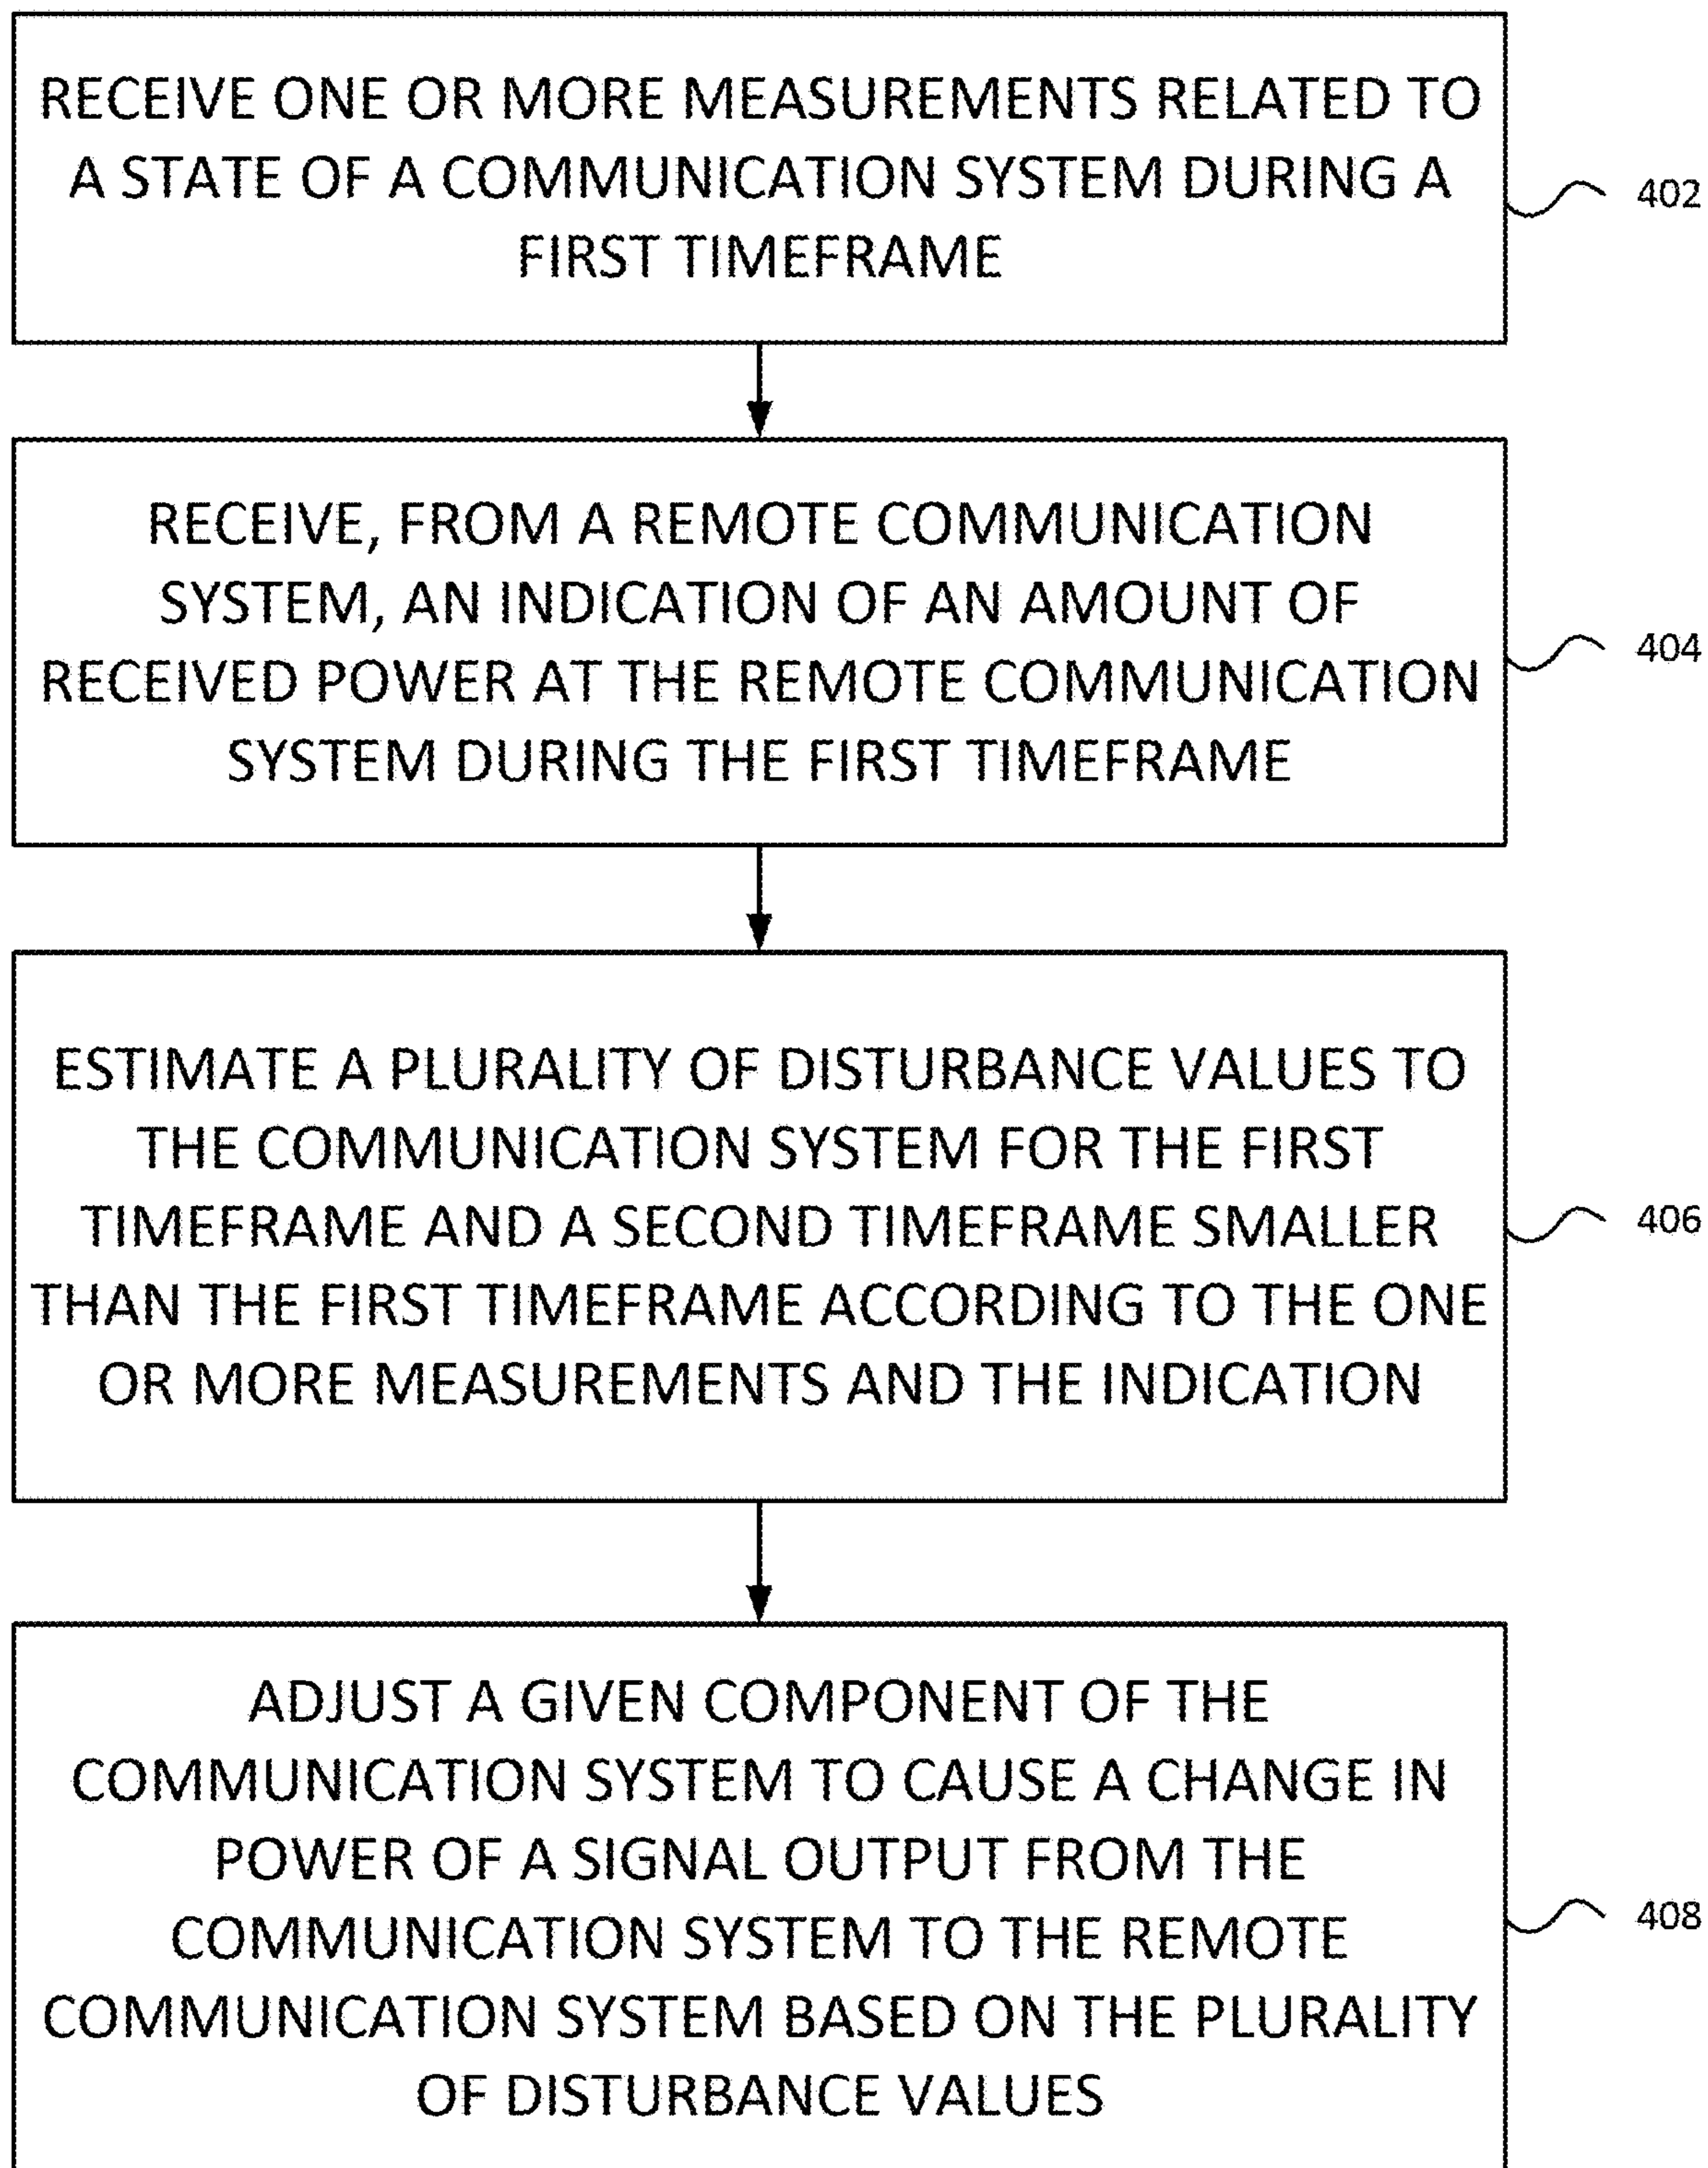 RECEIVE ONE OR MORE MEASUREMENTS RELATED TO
A STATE OF A COMMUNICATION SYSTEM DURING A
FIRST TIMEFRAME
402
RECEIVE, FROM A REMOTE COMMUNICATION
SYSTEM, AN INDICATION OF AN AMOUNT OF
RECEIVED POWER AT THE REMOTE COMMUNICATION
SYSTEM DURING THE FIRST TIMEFRAME
404
ESTIMATE A PLURALITY OF DISTURBANCE VALUES TO
THE COMMUNICATION SYSTEM FOR THE FIRST
TIMEFRAME AND A SECOND TIMEFRAME SMALLER
THAN THE FIRST TIMEFRAME ACCORDING TO THE ONE
OR MORE MEASUREMENTS AND THE INDICATION
406
ADJUST A GIVEN COMPONENT OF THE
COMMUNICATION SYSTEM TO CAUSE A CHANGE IN
POWER OF A SIGNAL OUTPUT FROM THE
COMMUNICATION SYSTEM TO THE REMOTE
COMMUNICATION SYSTEM BASED ON THE PLURALITY
OF DISTURBANCE VALUES
408